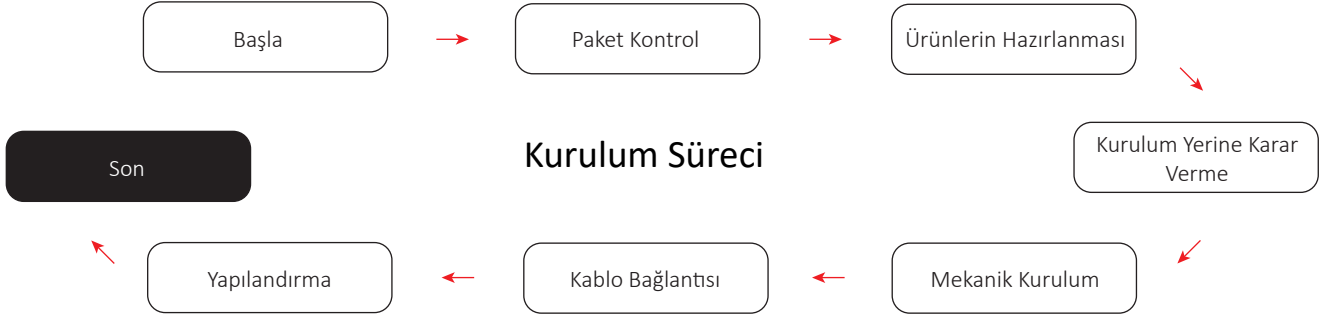 Başla
Paket Kontrol
Ürünlerin Hazırlanması
Kurulum Yerine Karar
Verme
Kurulum Süreci
Son
Mekanik Kurulum
Kablo Bağlantısı
Yapılandırma